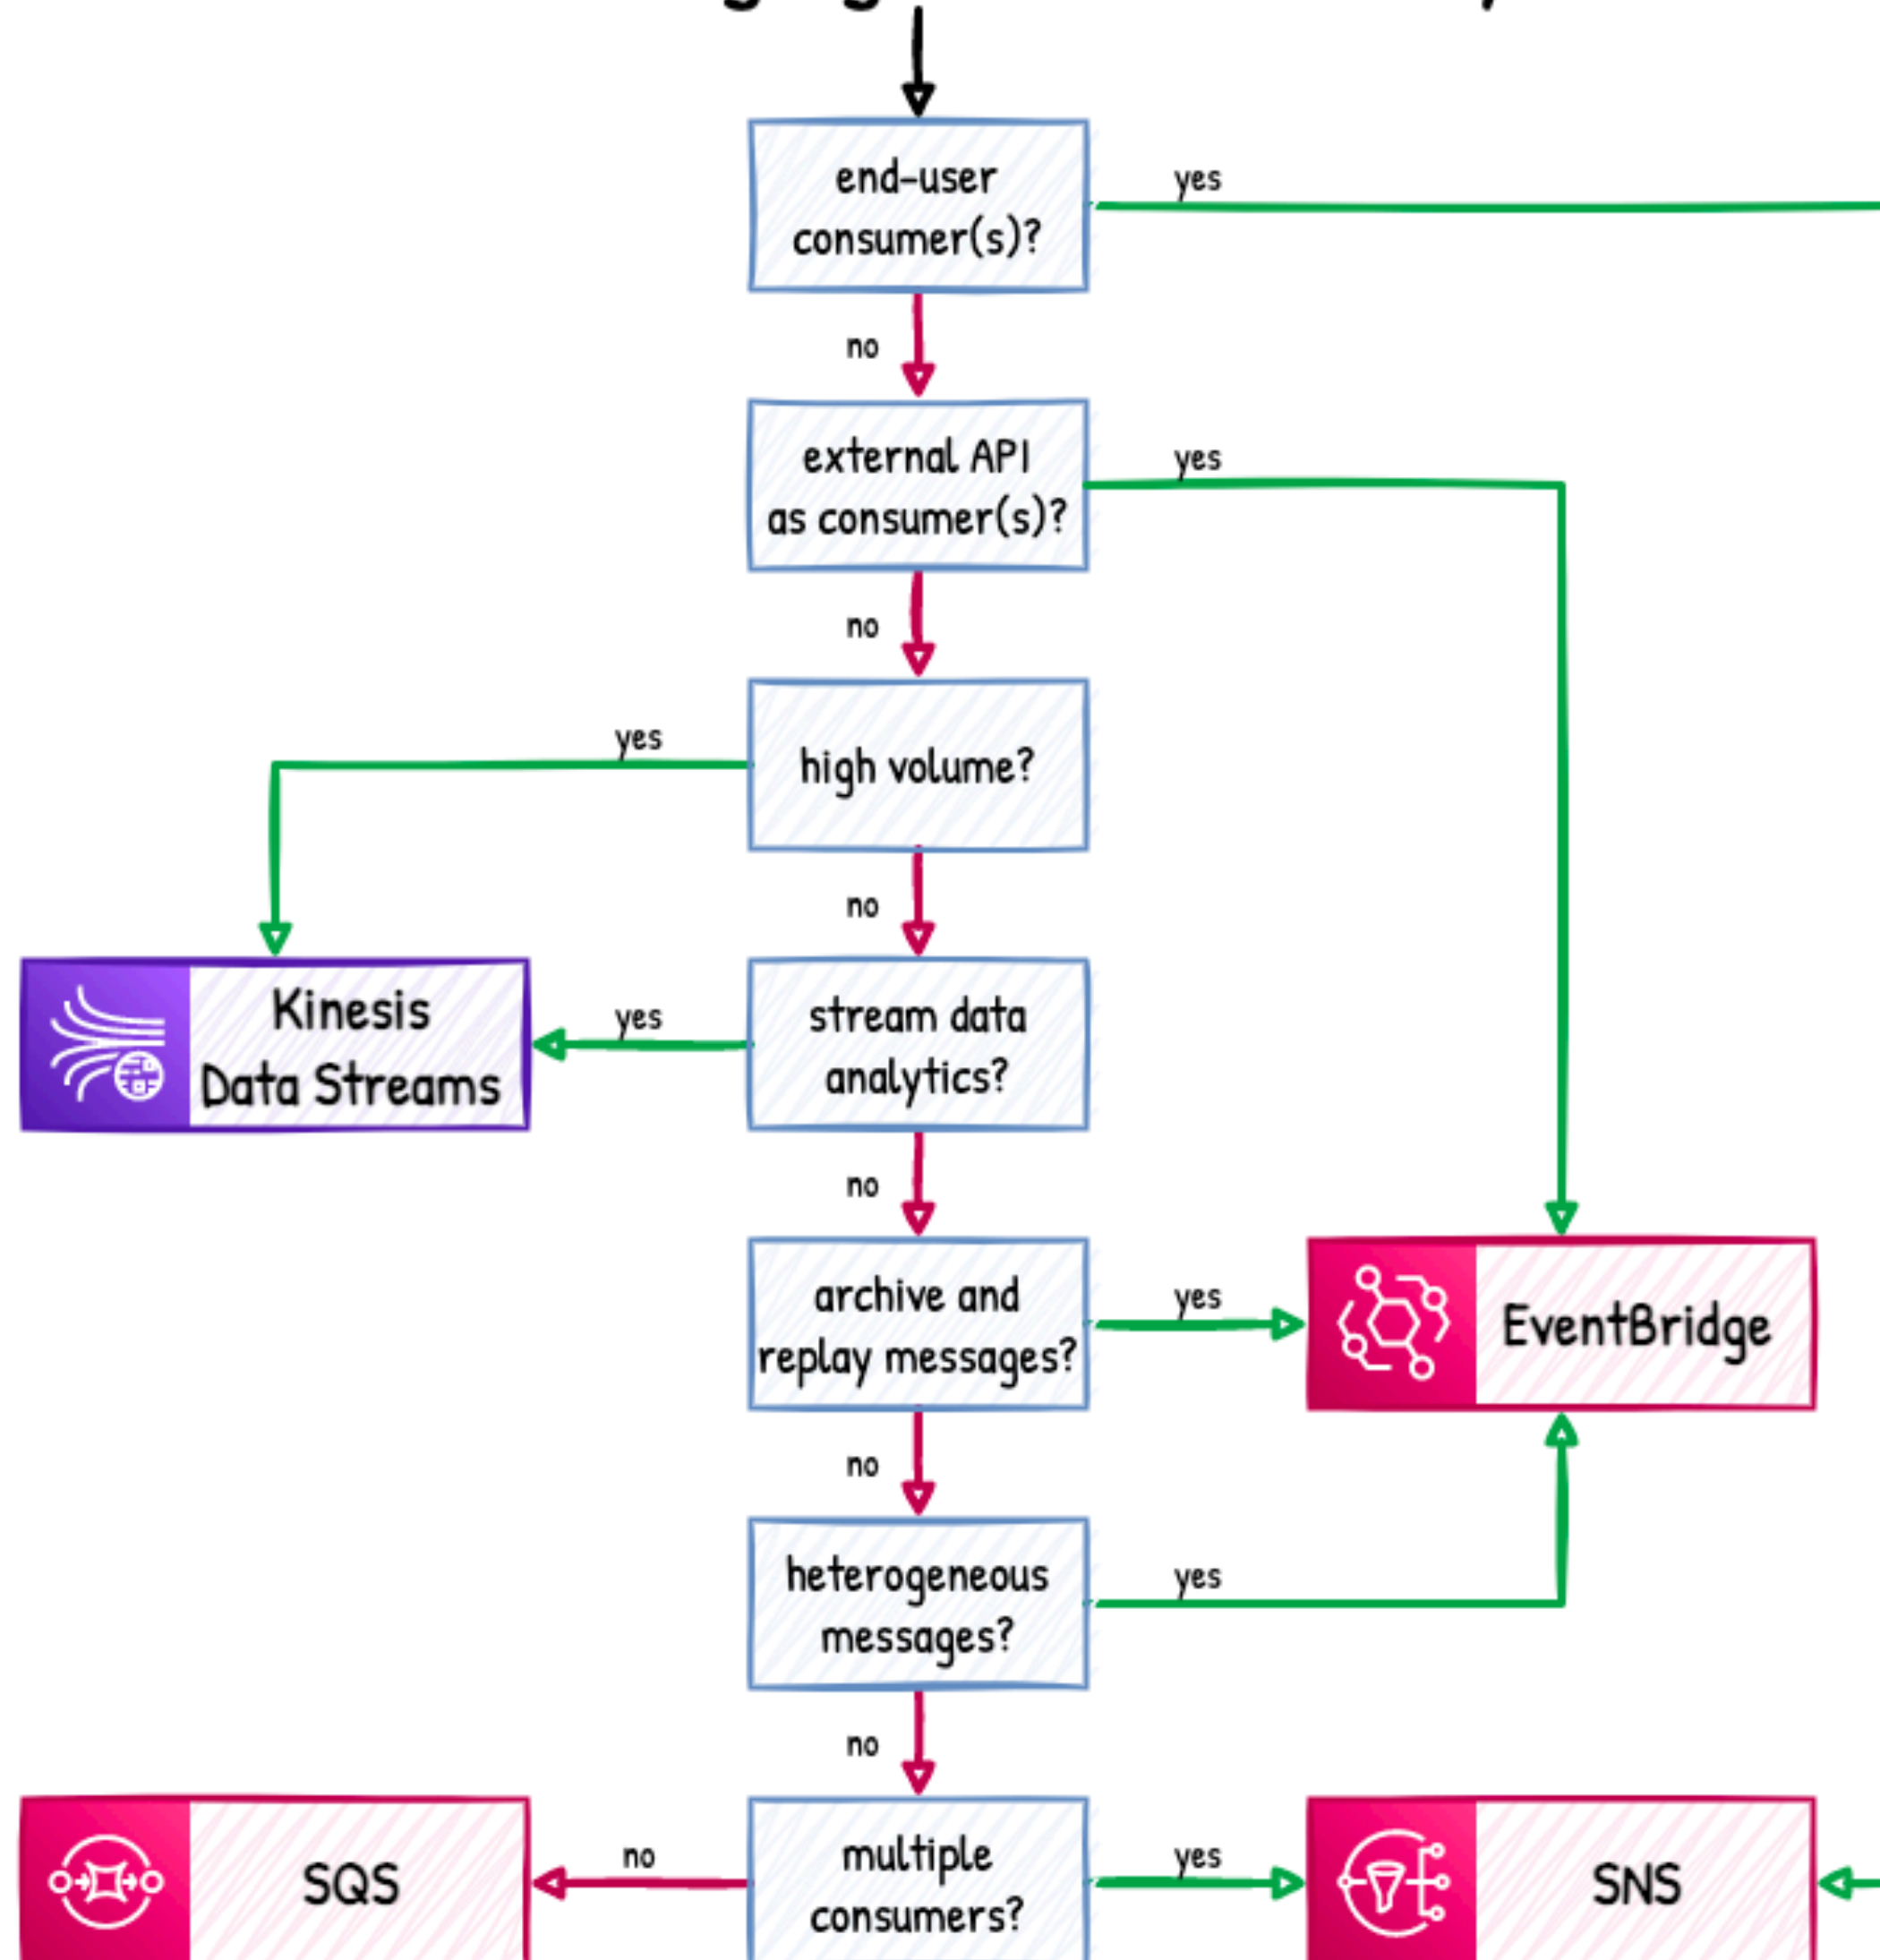 end-user
consumer(s)?
yes
no
external API
as consumer(s)?
yes
no
high volume?
yes
no
Kinesis
Data Streams
yes
stream data
analytics?
no
archive and
replay messages?
yes
EventBridge
no
heterogeneous
messages?
yes
no
SQS
no
multiple
consumers?
yes
SNS